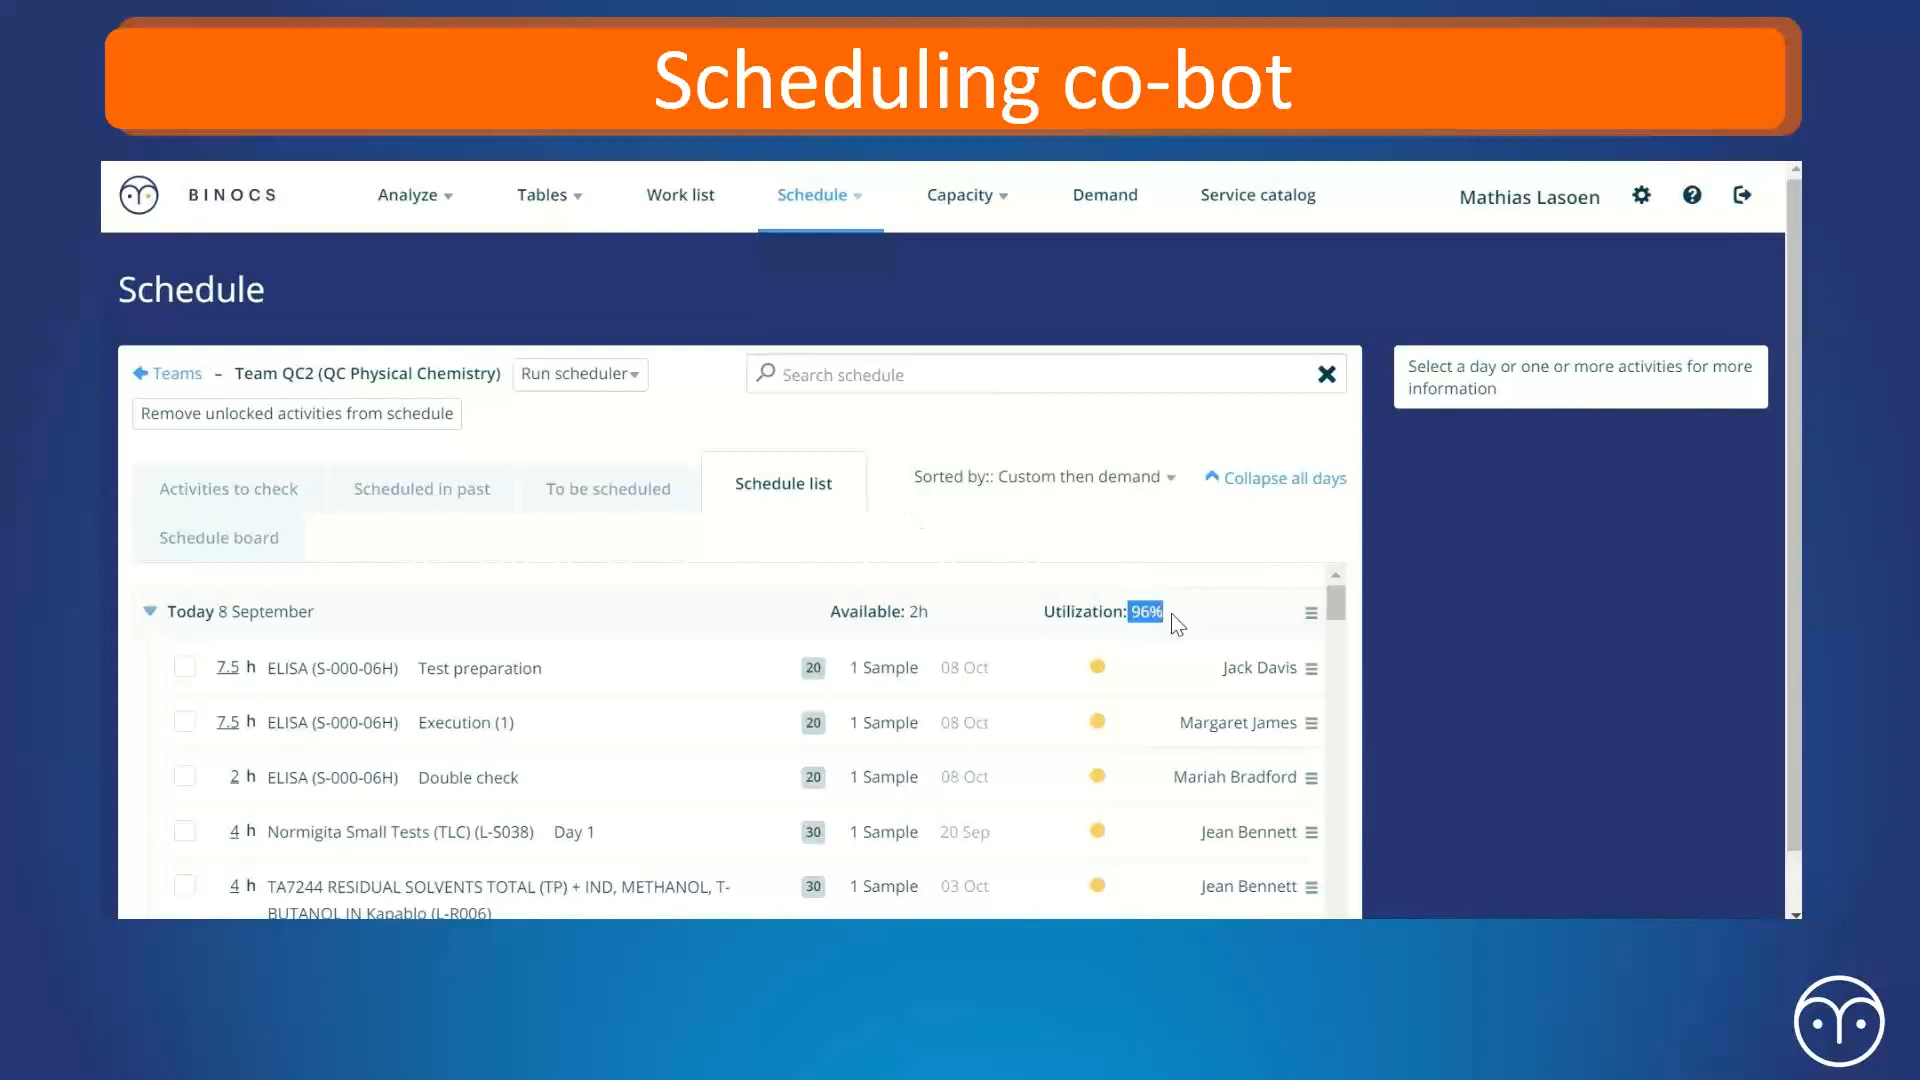 Scheduling co-bot
BINOCS Analyze Tables Work list Schedule Capacity Demand Service catalog Mathias Lasoen
Schedule
Teams – Team QC2 (QC Physical Chemistry) Run scheduler Search schedule
Remove unlocked activities from schedule
Select a day or one or more activities for more
information
Activities to check Scheduled in past To be scheduled Schedule list Sorted by:: Custom then demand Collapse all days
Schedule board
Today 8 September Available: 2h Utilization: 96%
7.5 h ELISA (S-000-06H) Test preparation 20 1 Sample 08 Oct Jack Davis
7.5 h ELISA (S-000-06H) Execution (1) 20 1 Sample 08 Oct Margaret James
2 h ELISA (S-000-06H) Double check 20 1 Sample 08 Oct Mariah Bradford
4 h Normigita Small Tests (TLC) (L-S038) Day 1 30 1 Sample 20 Sep Jean Bennett
4 h TA7244 RESIDUAL SOLVENTS TOTAL (TP) + IND, METHANOL, T- 30 1 Sample 03 Oct Jean Bennett
BUTANOL IN Kapablo (L-R006)